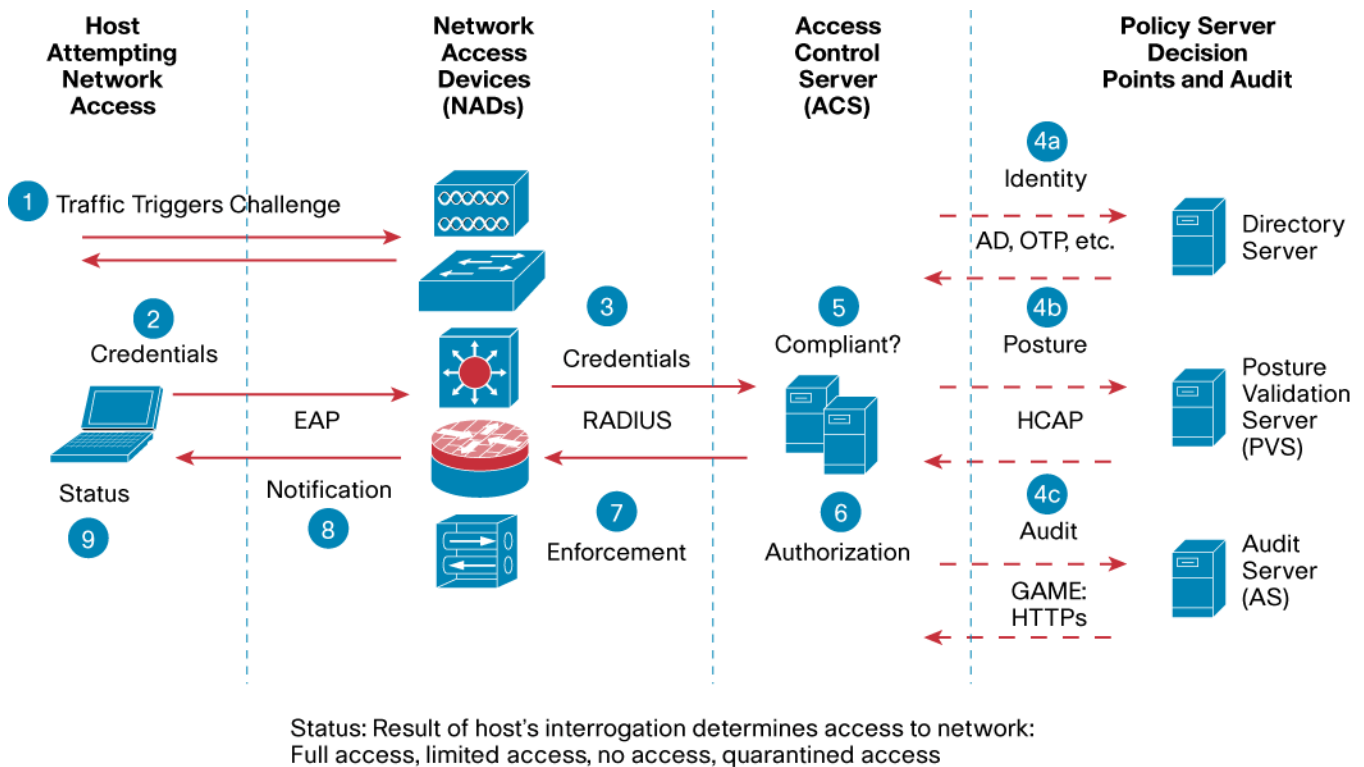 Host
Attempting
Network
Access
Network
Access
Devices
(NADs)
Access
Control
Server
(ACS)
Policy Server
Decision
Points and Audit
1
Traffic Triggers Challenge
2
Credentials
EAP
Notification
8
Status
9
3
Credentials
RADIUS
7
Enforcement
5
Compliant?
6
Authorization
4a
Identity
AD, OTP, etc.
Directory
Server
4b
Posture
HCAP
Posture
Validation
Server
(PVS)
4c
Audit
GAME:
HTTPs
Audit
Server
(AS)
Status: Result of host's interrogation determines access to network:
Full access, limited access, no access, quarantined access